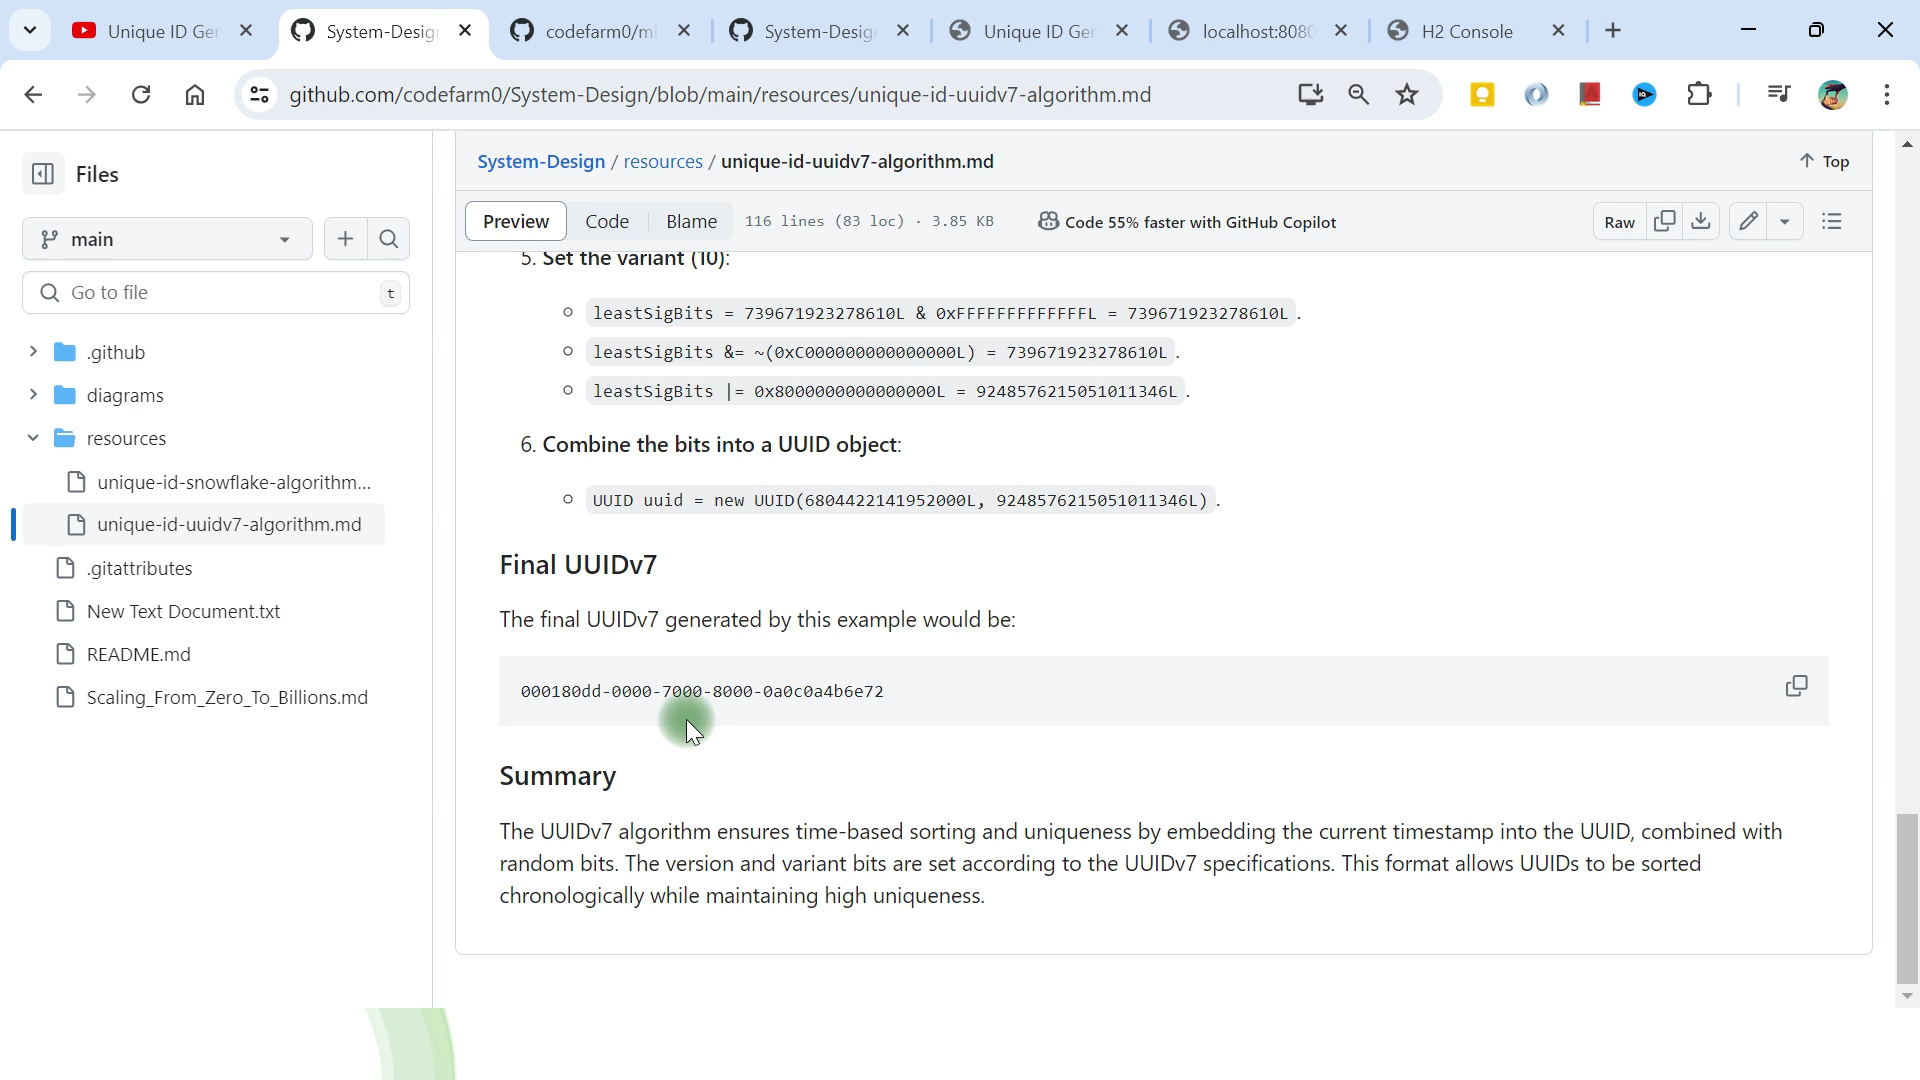 Unique ID Ger
System-Design
codefarm0/mi
System-Design
Unique ID Ger
localhost:8080
H2 Console
github.com/codefarm0/System-Design/blob/main/resources/unique-id-uuidv7-algorithm.md
Files
main
Go to file
t
.github
diagrams
resources
unique-id-snowflake-algorithm...
unique-id-uuidv7-algorithm.md
.gitattributes
New Text Document.txt
README.md
Scaling_From_Zero_To_Billions.md
System-Design / resources / unique-id-uuidv7-algorithm.md
Top
Preview Code Blame 116 lines (83 loc) · 3.85 KB Code 55% faster with GitHub Copilot Raw
5. Set the variant (10):
leastSigBits = 739671923278610L & 0xFFFFFFFFFFFFFL = 739671923278610L .
leastSigBits &= ~(0xC000000000000000L) = 739671923278610L .
leastSigBits |= 0x8000000000000000L = 9248576215051011346L .
6. Combine the bits into a UUID object:
UUID uuid = new UUID(6804422141952000L, 9248576215051011346L) .
Final UUIDv7
The final UUIDv7 generated by this example would be:
000180dd-0000-7000-8000-0a0c0a4b6e72
Summary
The UUIDv7 algorithm ensures time-based sorting and uniqueness by embedding the current timestamp into the UUID, combined with
random bits. The version and variant bits are set according to the UUIDv7 specifications. This format allows UUIDs to be sorted
chronologically while maintaining high uniqueness.